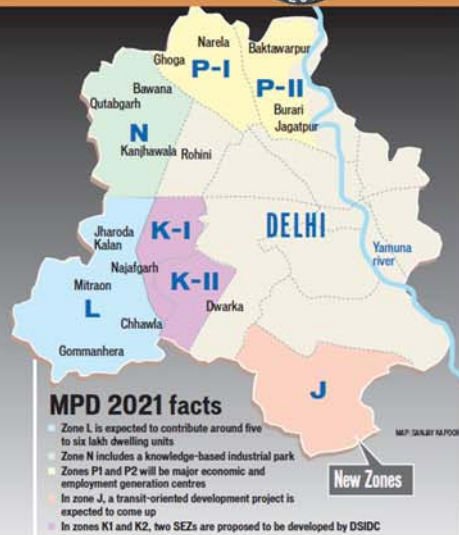 Narela
Baktawarpur
Ghoga
P-I
P-II
Bawana
Burari
Qutabgarh
Jagatpur
N
Kanjhawala
Rohini
Jharoda
Kalan
K-I
DELHI
Yamuna
river
Najafgarh
K-II
Mitraon
Dwarka
L
Chhawla
Gommanhera
J
MPD 2021 facts
Zone L is expected to contribute around five
to six lakh dwelling units
Zone N includes a knowledge-based industrial park
Zones P1 and P2 will be major economic and
employment generation centres
In zone J, a transit-oriented development project is
expected to come up
In zones K1 and K2, two SEZs are proposed to be developed by DSIDC
MAP: SANJAY KAPOOR
New Zones